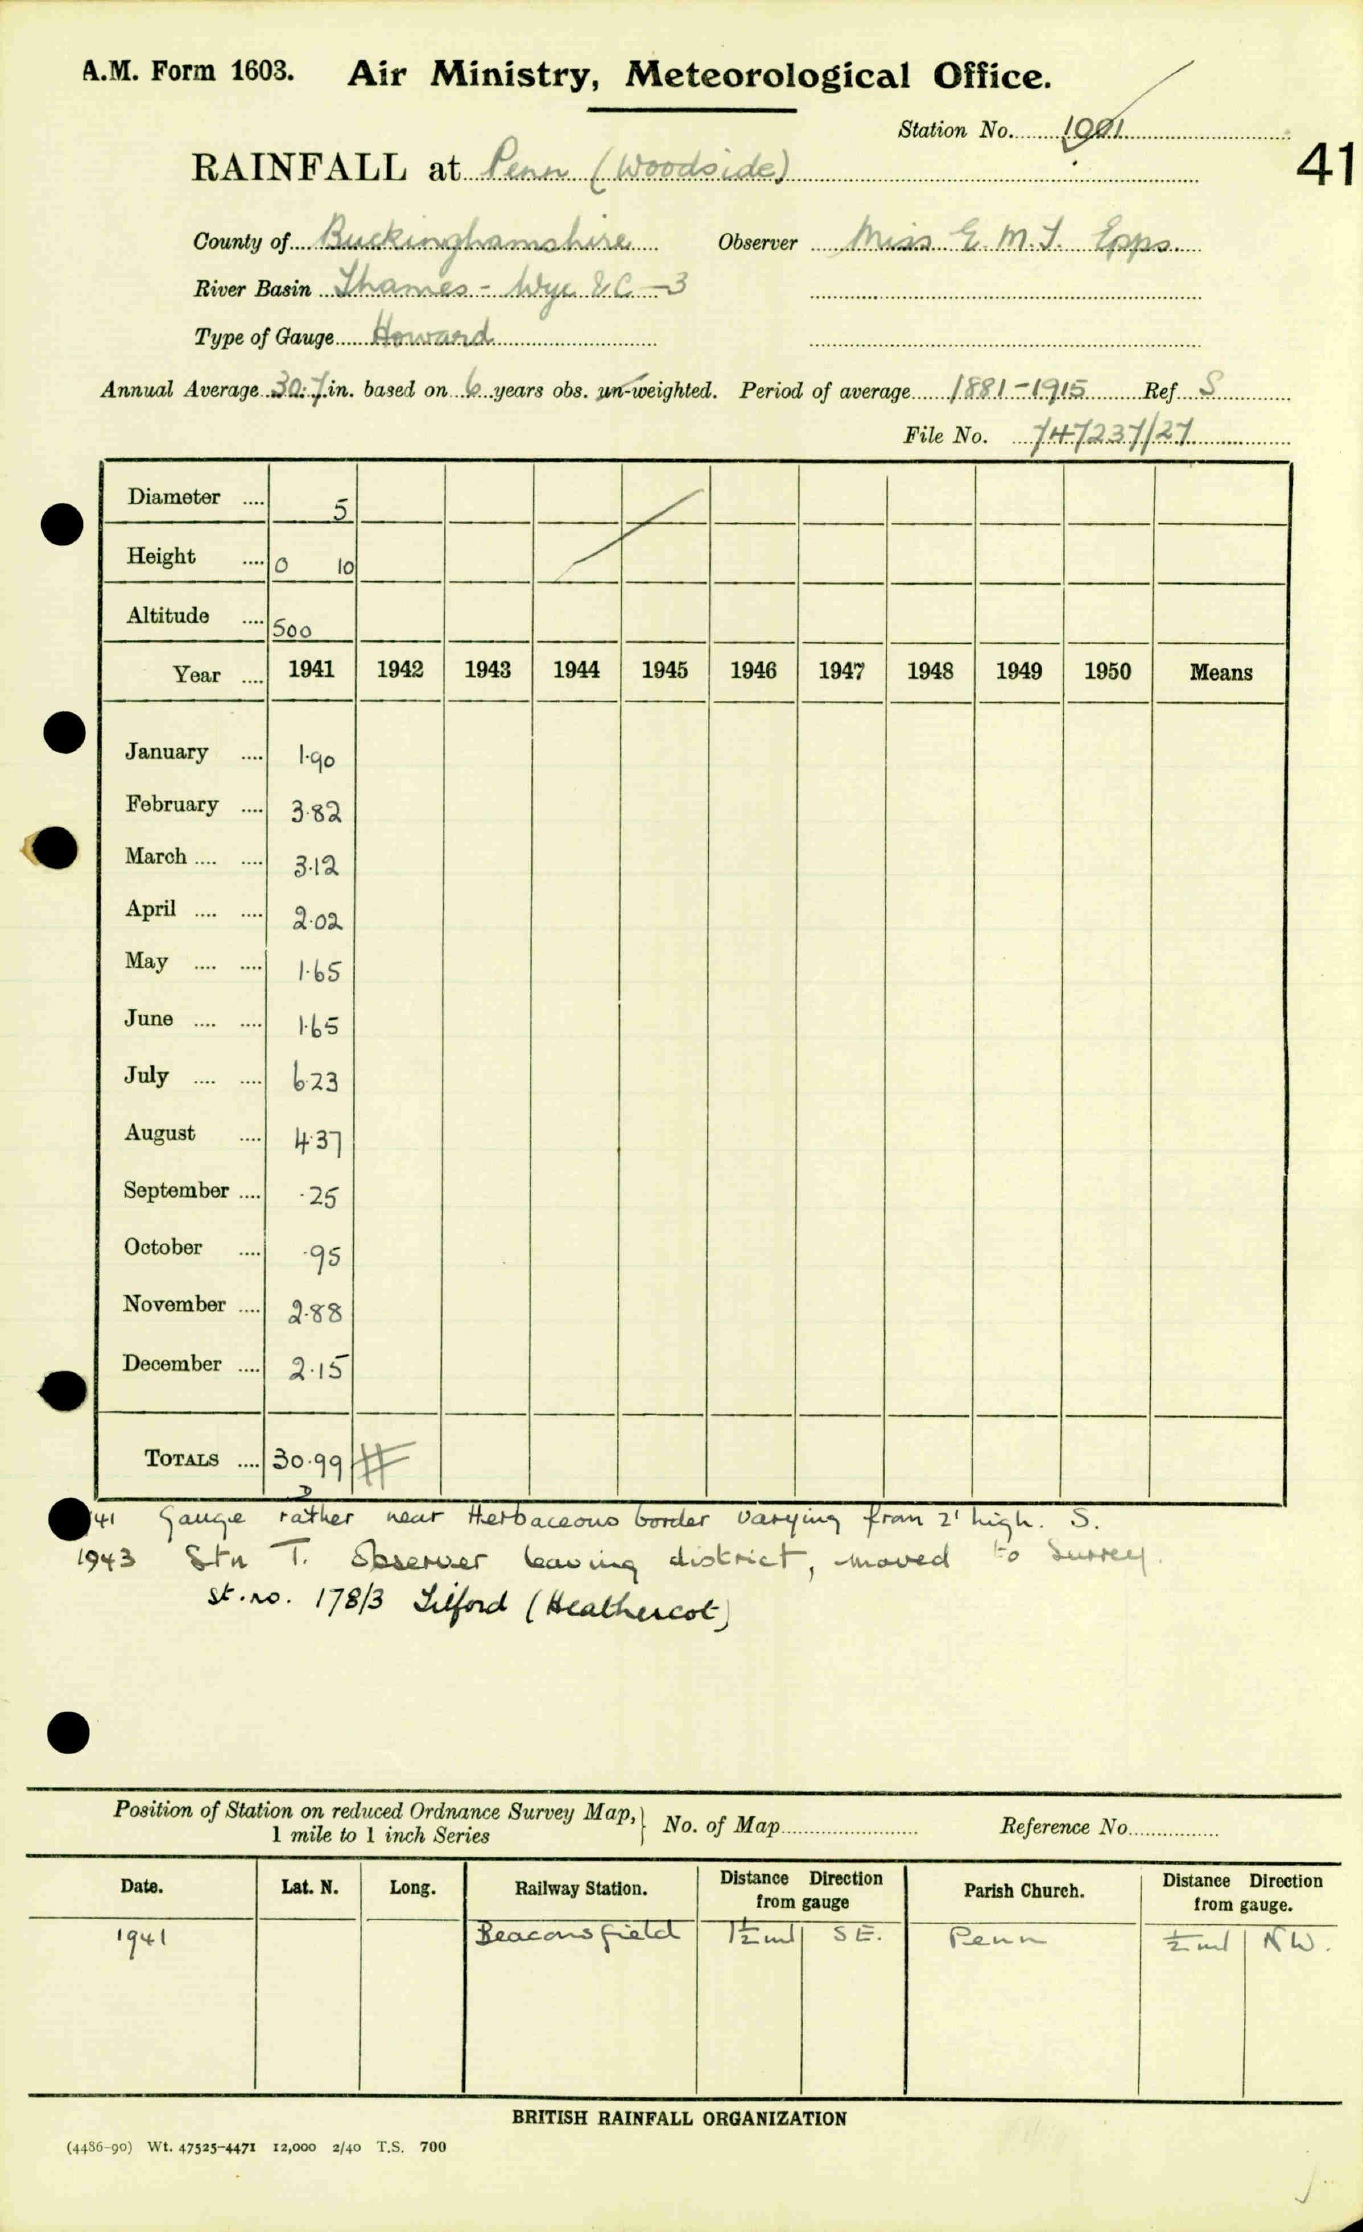 A.M. Form 1603. Air Ministry, Meteorological Office.
Station No. 1001
41
RAINFALL at Penn (Woodside)
County of Buckinghamshire Observer Miss E. M. T. Epps.
River Basin Thames - Wye &c -3
Type of Gauge Howard
Annual Average 30.7 in. based on 6 years obs. un-weighted. Period of average 1881-1915 Ref S
File No. 747237/27
Diameter .... 5
Height .... 0 10
Altitude .... 500
Year .... 1941 1942 1943 1944 1945 1946 1947 1948 1949 1950 Means
January .... 1.90
February .... 3.82
March .... .... 3.12
April .... .... 2.02
May .... .... 1.65
June .... .... 1.65
July .... .... 6.23
August .... 4.37
September .... .25
October .... .95
November .... 2.88
December .... 2.15
TOTALS .... 30.99 #
41 Gauge rather near Herbaceous border varying from 2' high. S.
1943 Stn T. Observer leaving district, moved to Surrey.
St. no. 178/3 Tilford (Heathercot)
Position of Station on reduced Ordnance Survey Map, } No. of Map Reference No
1 mile to 1 inch Series
Date. Lat. N. Long. Railway Station. Distance Direction from gauge Parish Church. Distance Direction from gauge.
1941 Beaconsfield 1½ ml SE. Penn ½ ml NW.
BRITISH RAINFALL ORGANIZATION
(4486-90) Wt. 47525-4471 12,000 2/40 T.S. 700